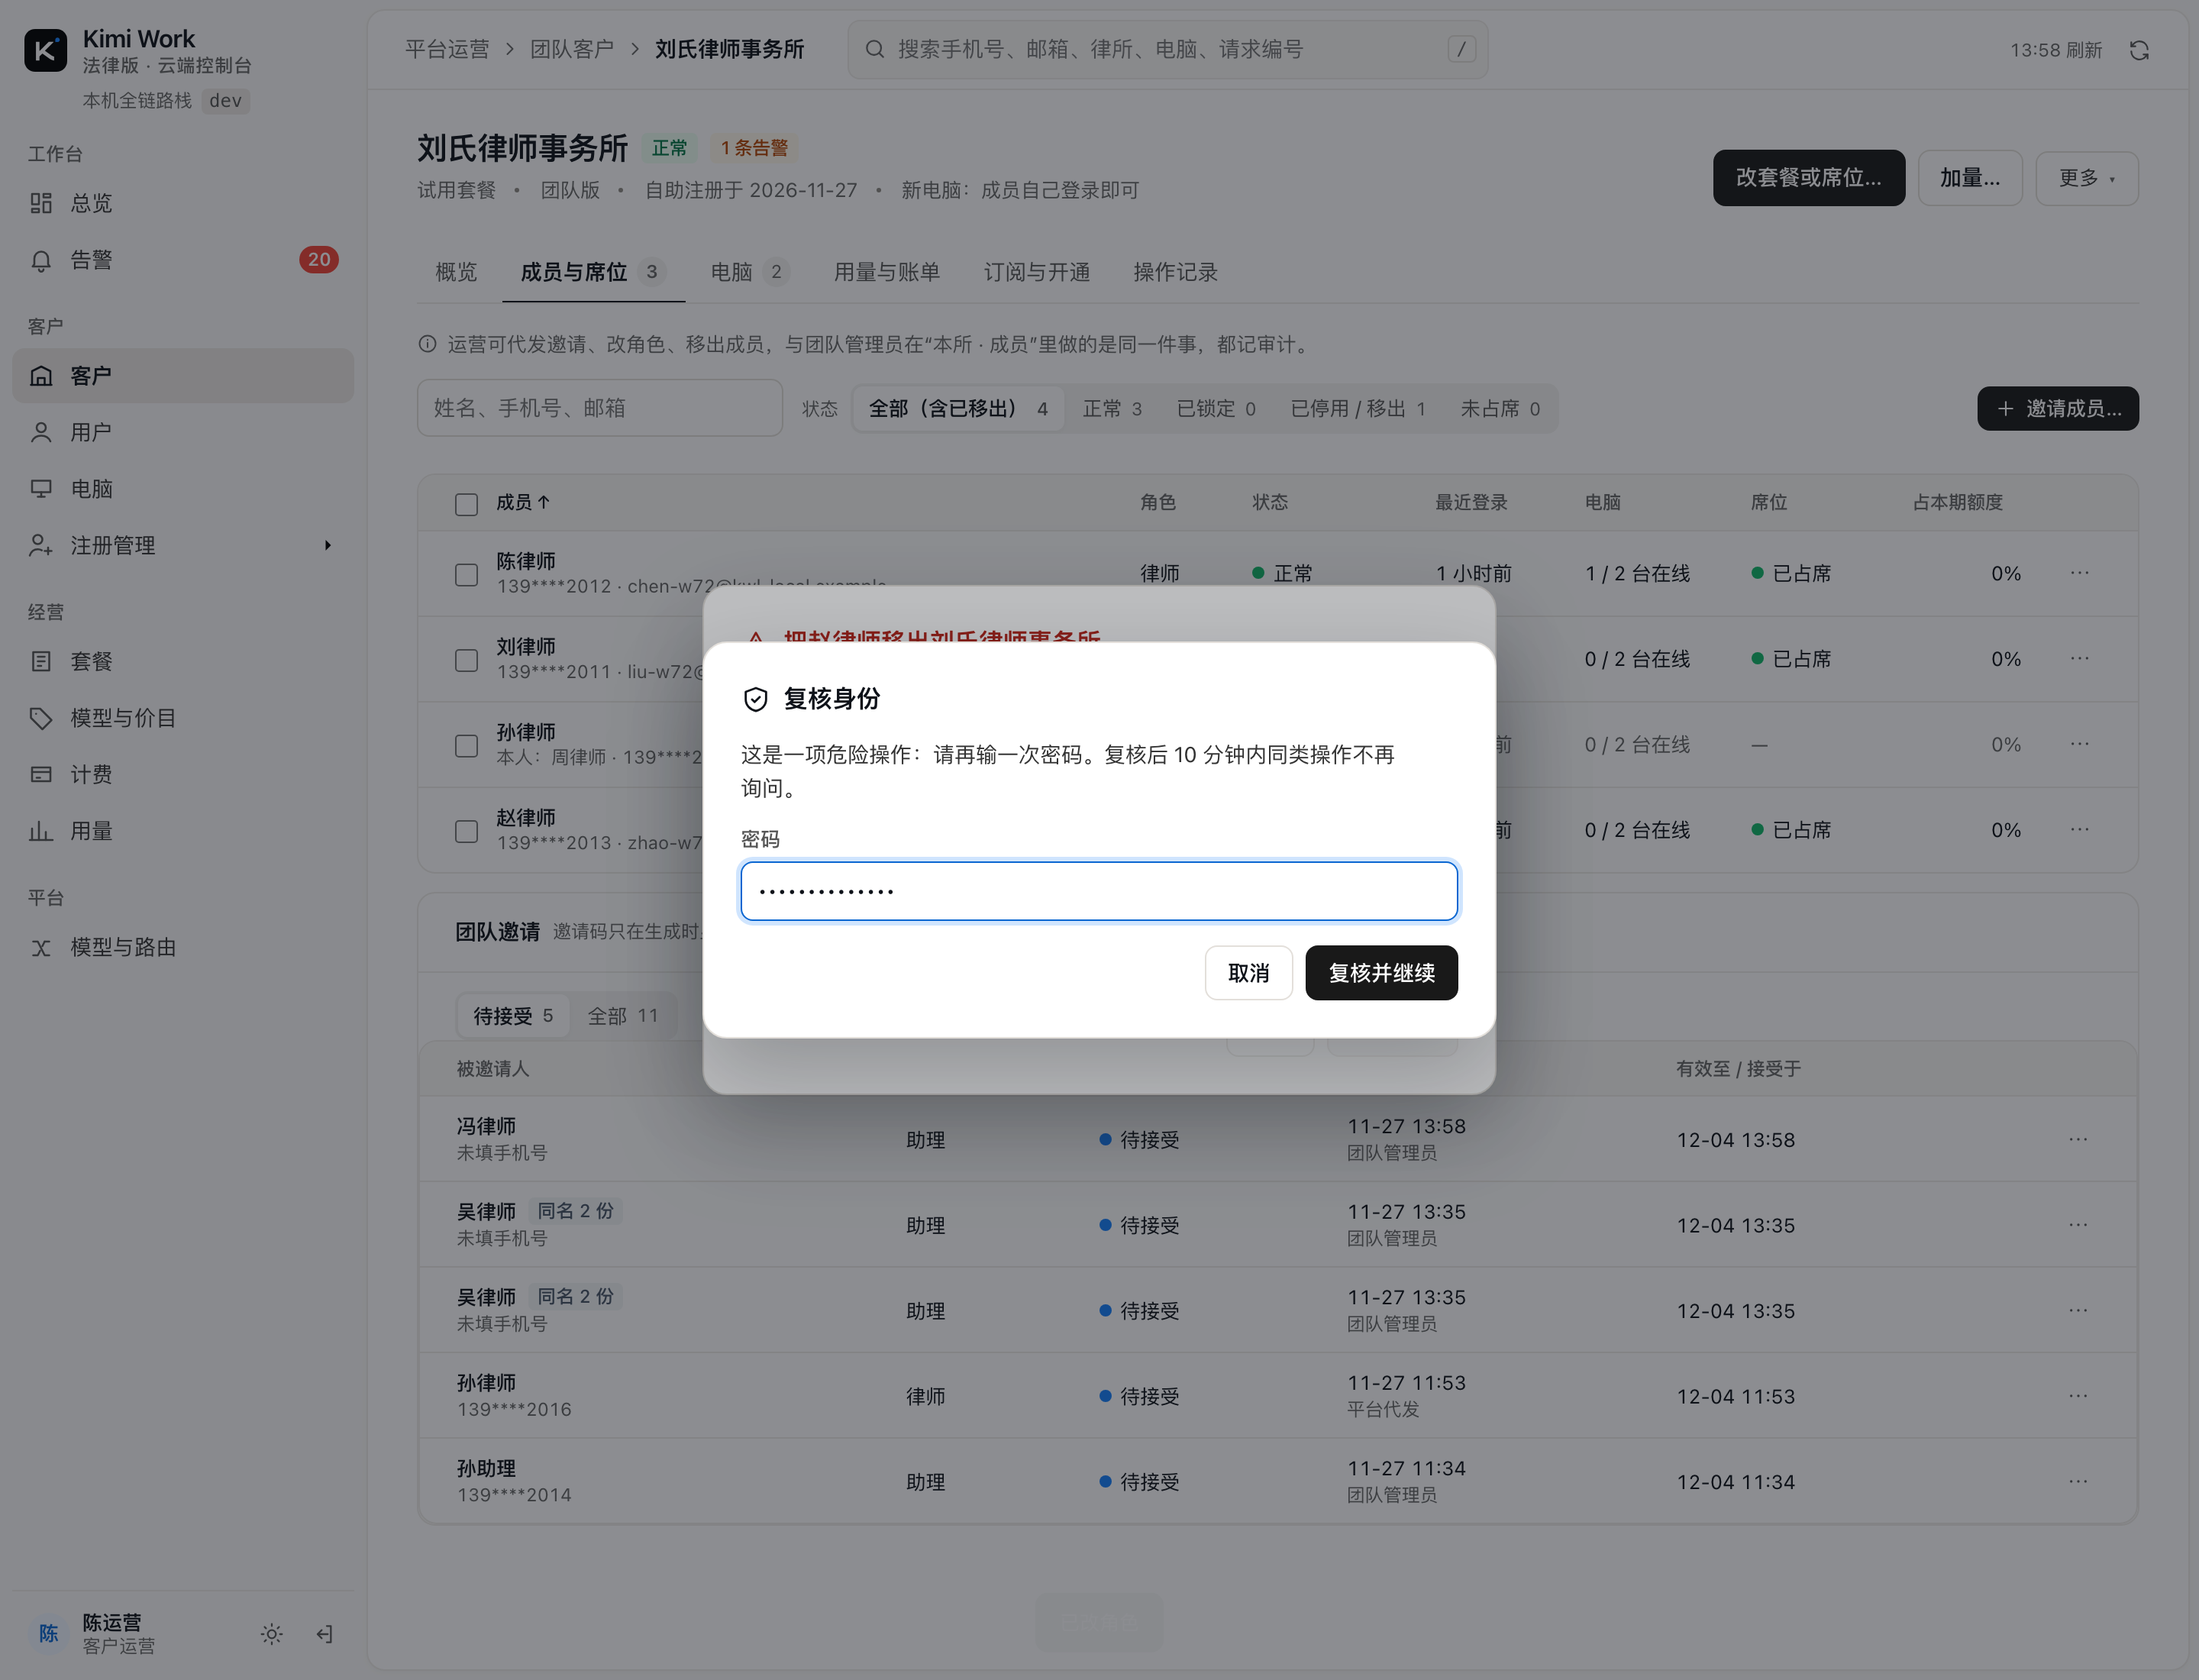 Kimi Work
法律版 · 云端控制台
本机全链路栈 dev
工作台
总览
告警 20
客户
客户
用户
电脑
注册管理
经营
套餐
模型与价目
计费
用量
平台
模型与路由
陈 陈运营
客户运营
平台运营 › 团队客户 › 刘氏律师事务所
搜索手机号、邮箱、律所、电脑、请求编号 /
13:58 刷新
刘氏律师事务所 正常 1 条告警
试用套餐 • 团队版 • 自助注册于 2026-11-27 • 新电脑：成员自己登录即可
改套餐或席位... 加量... 更多
概览 成员与席位 3 电脑 2 用量与账单 订阅与开通 操作记录
运营可代发邀请、改角色、移出成员，与团队管理员在“本所 · 成员”里做的是同一件事，都记审计。
姓名、手机号、邮箱 状态 全部（含已移出） 4 正常 3 已锁定 0 已停用 / 移出 1 未占席 0 + 邀请成员...
成员 ↑ 角色 状态 最近登录 电脑 席位 占本期额度
陈律师
139****2012 · chen-w72@kwl-local.example
律师 正常 1 小时前 1 / 2 台在线 已占席 0% ...
刘律师
139****2011 · liu-w72@
0 / 2 台在线 已占席 0% ...
孙律师
本人：周律师 · 139****2
前 0 / 2 台在线 — 0% ...
赵律师
139****2013 · zhao-w7
前 0 / 2 台在线 已占席 0% ...
把赵律师移出刘氏律师事务所
复核身份
这是一项危险操作：请再输一次密码。复核后 10 分钟内同类操作不再
询问。
密码
••••••••••••••
取消 复核并继续
团队邀请 邀请码只在生成时
待接受 5 全部 11
被邀请人 有效至 / 接受于
冯律师
未填手机号
助理 待接受 11-27 13:58
团队管理员
12-04 13:58 ...
吴律师 同名 2 份
未填手机号
助理 待接受 11-27 13:35
团队管理员
12-04 13:35 ...
吴律师 同名 2 份
未填手机号
助理 待接受 11-27 13:35
团队管理员
12-04 13:35 ...
孙律师
139****2016
律师 待接受 11-27 11:53
平台代发
12-04 11:53 ...
孙助理
139****2014
助理 待接受 11-27 11:34
团队管理员
12-04 11:34 ...